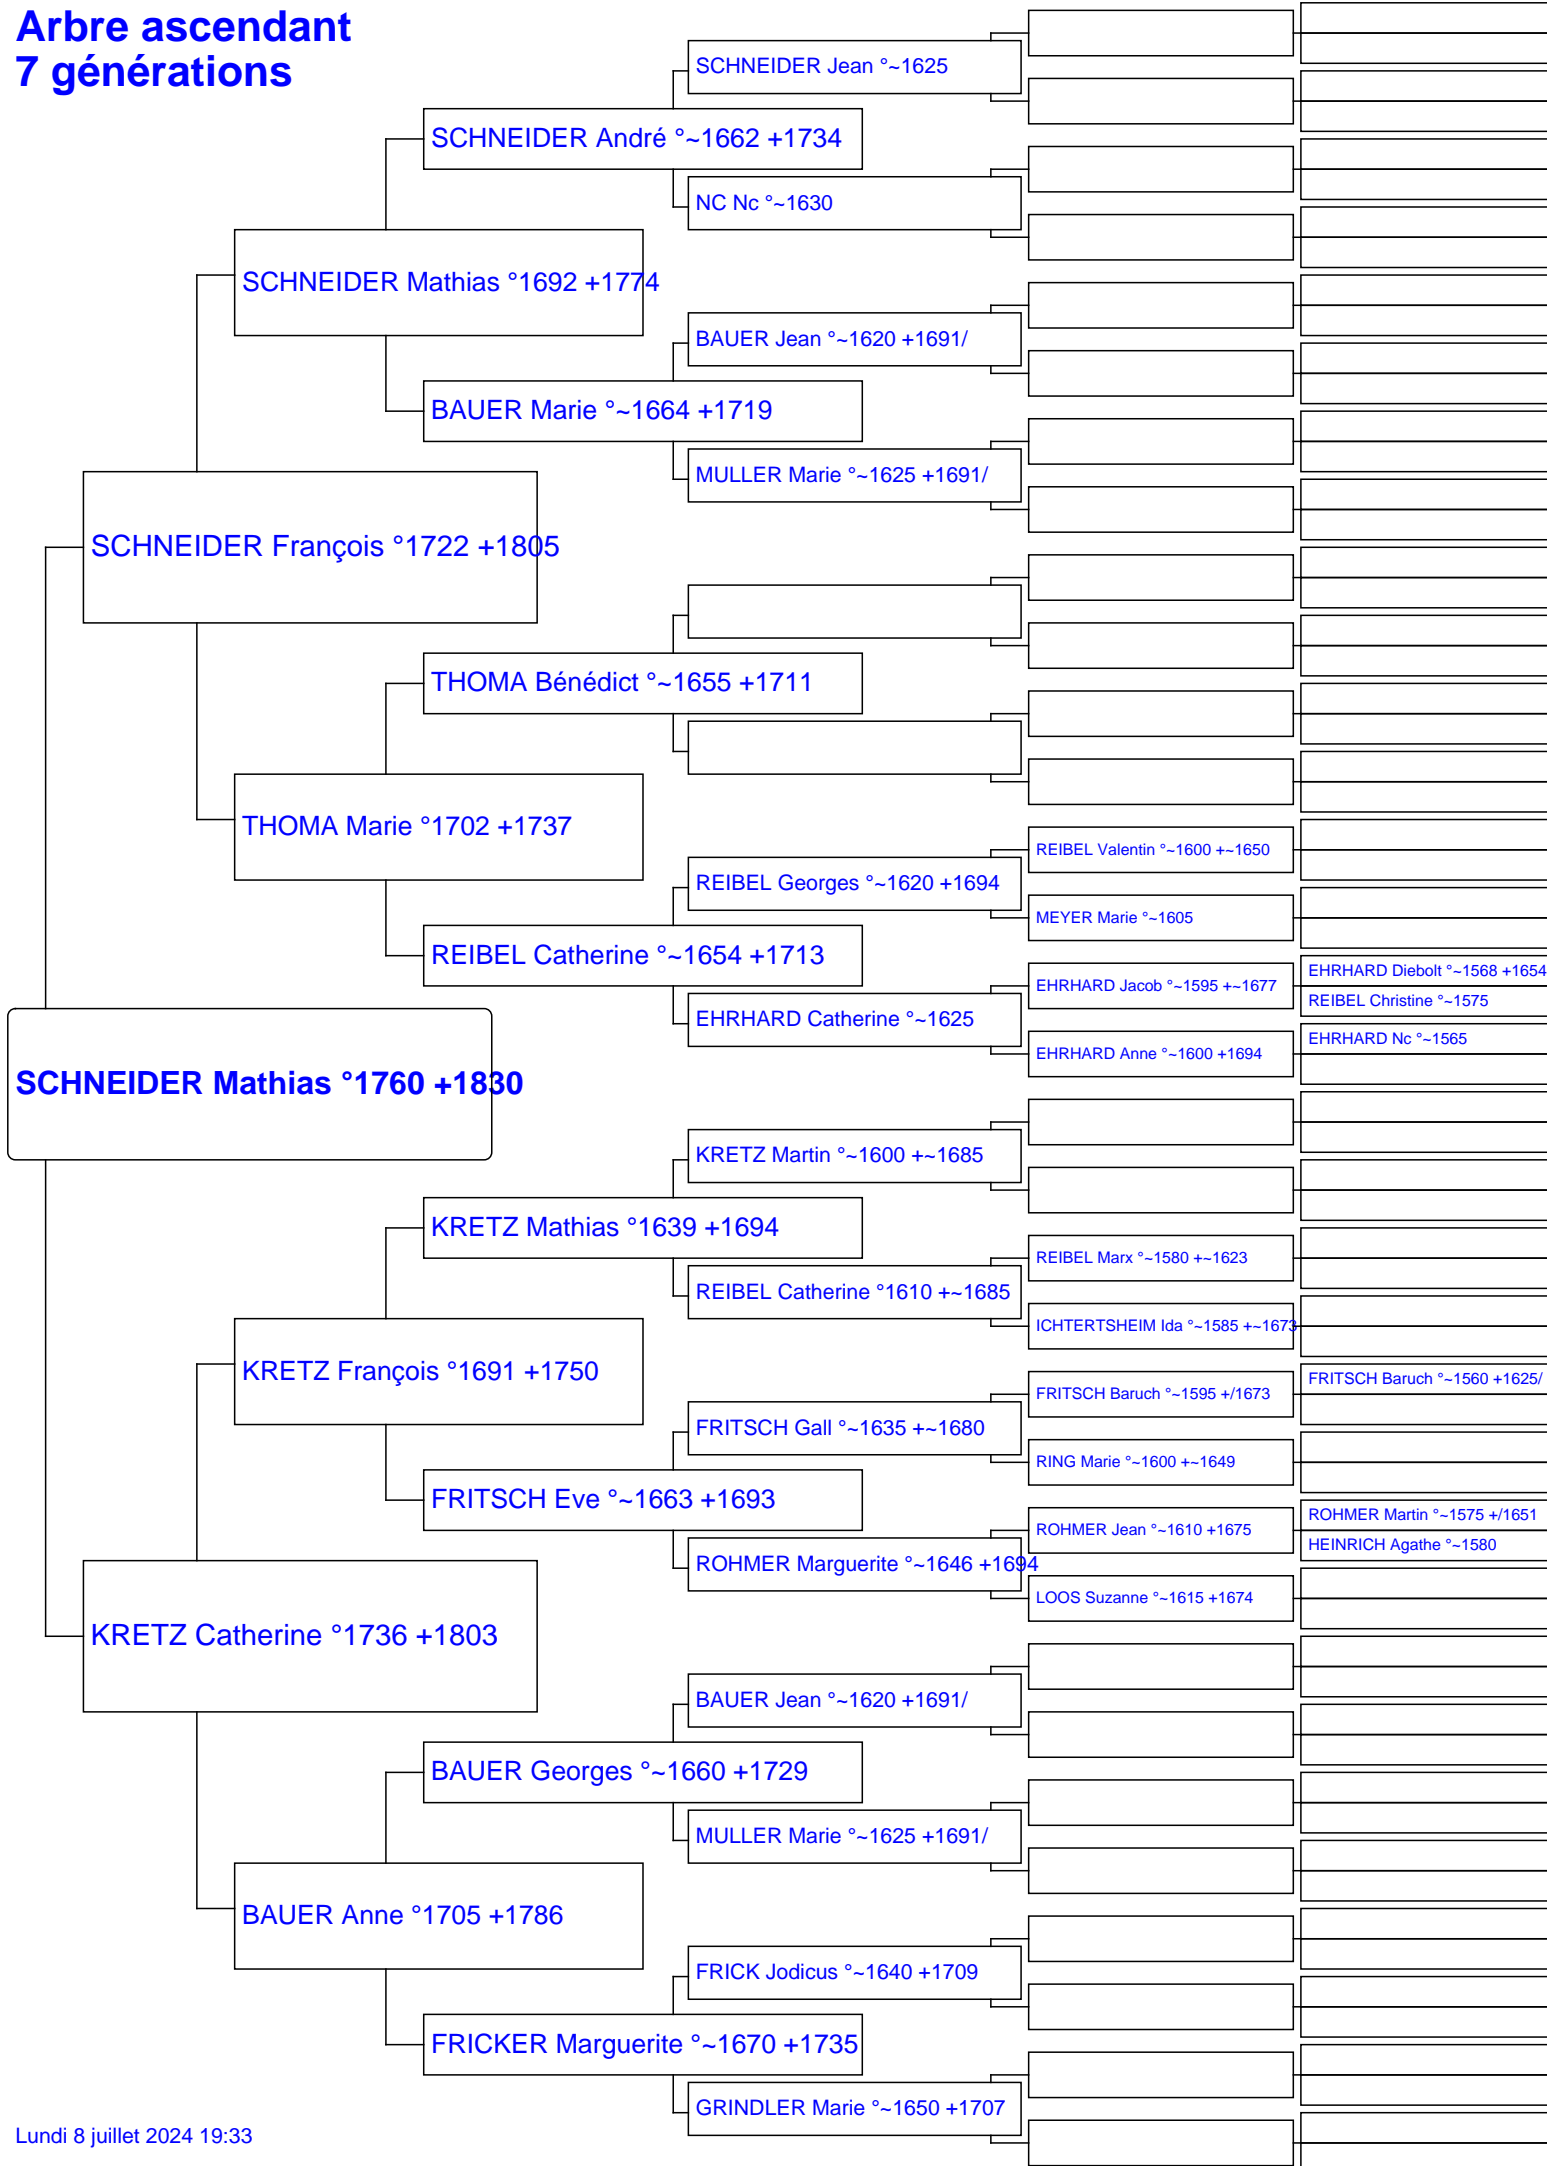 Arbre ascendant
7 générations
SCHNEIDER Jean °~1625
SCHNEIDER André °~1662 +1734
NC Nc °~1630
SCHNEIDER Mathias °1692 +1774
BAUER Jean °~1620 +1691/
BAUER Marie °~1664 +1719
MULLER Marie °~1625 +1691/
SCHNEIDER François °1722 +1805
THOMA Bénédict °~1655 +1711
THOMA Marie °1702 +1737
REIBEL Valentin °~1600 +~1650
REIBEL Georges °~1620 +1694
MEYER Marie °~1605
REIBEL Catherine °~1654 +1713
EHRHARD Diebolt °~1568 +1654
EHRHARD Jacob °~1595 +~1677
REIBEL Christine °~1575
EHRHARD Catherine °~1625
EHRHARD Nc °~1565
EHRHARD Anne °~1600 +1694
SCHNEIDER Mathias °1760 +1830
KRETZ Martin °~1600 +~1685
KRETZ Mathias °1639 +1694
REIBEL Marx °~1580 +~1623
REIBEL Catherine °1610 +~1685
ICHTERTSHEIM Ida °~1585 +~1673
KRETZ François °1691 +1750
FRITSCH Baruch °~1560 +1625/
FRITSCH Baruch °~1595 +/1673
FRITSCH Gall °~1635 +~1680
RING Marie °~1600 +~1649
FRITSCH Eve °~1663 +1693
ROHMER Martin °~1575 +/1651
ROHMER Jean °~1610 +1675
HEINRICH Agathe °~1580
ROHMER Marguerite °~1646 +1694
LOOS Suzanne °~1615 +1674
KRETZ Catherine °1736 +1803
BAUER Jean °~1620 +1691/
BAUER Georges °~1660 +1729
MULLER Marie °~1625 +1691/
BAUER Anne °1705 +1786
FRICK Jodicus °~1640 +1709
FRICKER Marguerite °~1670 +1735
GRINDLER Marie °~1650 +1707
Lundi 8 juillet 2024 19:33